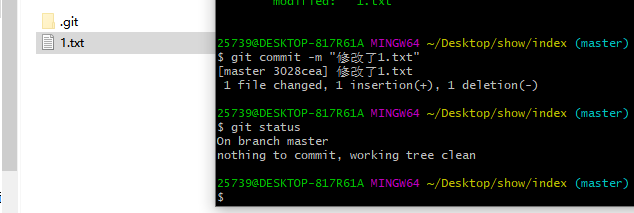 .git
1.txt
modified: 1.txt
25739@DESKTOP-817R61A MINGW64 ~/Desktop/show/index (master)
$ git commit -m "修改了1.txt"
[master 3028cea] 修改了1.txt
1 file changed, 1 insertion(+), 1 deletion(-)
25739@DESKTOP-817R61A MINGW64 ~/Desktop/show/index (master)
$ git status
On branch master
nothing to commit, working tree clean
25739@DESKTOP-817R61A MINGW64 ~/Desktop/show/index (master)
$